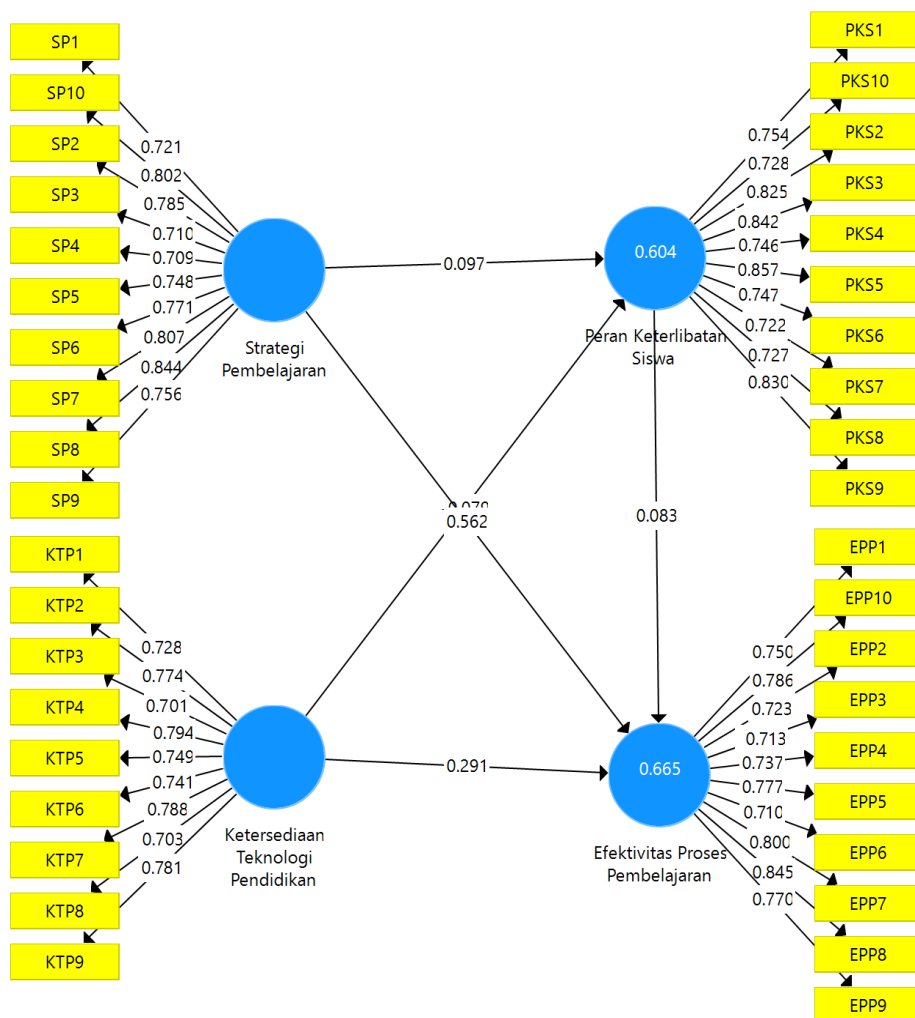 SP1
SP10
SP2
SP3
SP4
SP5
SP6
SP7
SP8
SP9
0.721
0.802
0.785
0.710
0.709
0.748
0.771
0.807
0.844
0.756
Strategi
Pembelajaran
0.097
0.604
Peran Keterlibatan
Siswa
PKS1
PKS10
PKS2
PKS3
PKS4
PKS5
PKS6
PKS7
PKS8
PKS9
0.754
0.728
0.825
0.842
0.746
0.857
0.747
0.722
0.727
0.830
0.562
0.083
KTP1
KTP2
KTP3
KTP4
KTP5
KTP6
KTP7
KTP8
KTP9
0.728
0.774
0.701
0.794
0.749
0.741
0.788
0.703
0.781
Ketersediaan
Teknologi
Pendidikan
0.291
0.665
Efektivitas Proses
Pembelajaran
EPP1
EPP10
EPP2
EPP3
EPP4
EPP5
EPP6
EPP7
EPP8
EPP9
0.750
0.786
0.723
0.713
0.737
0.777
0.710
0.800
0.845
0.770